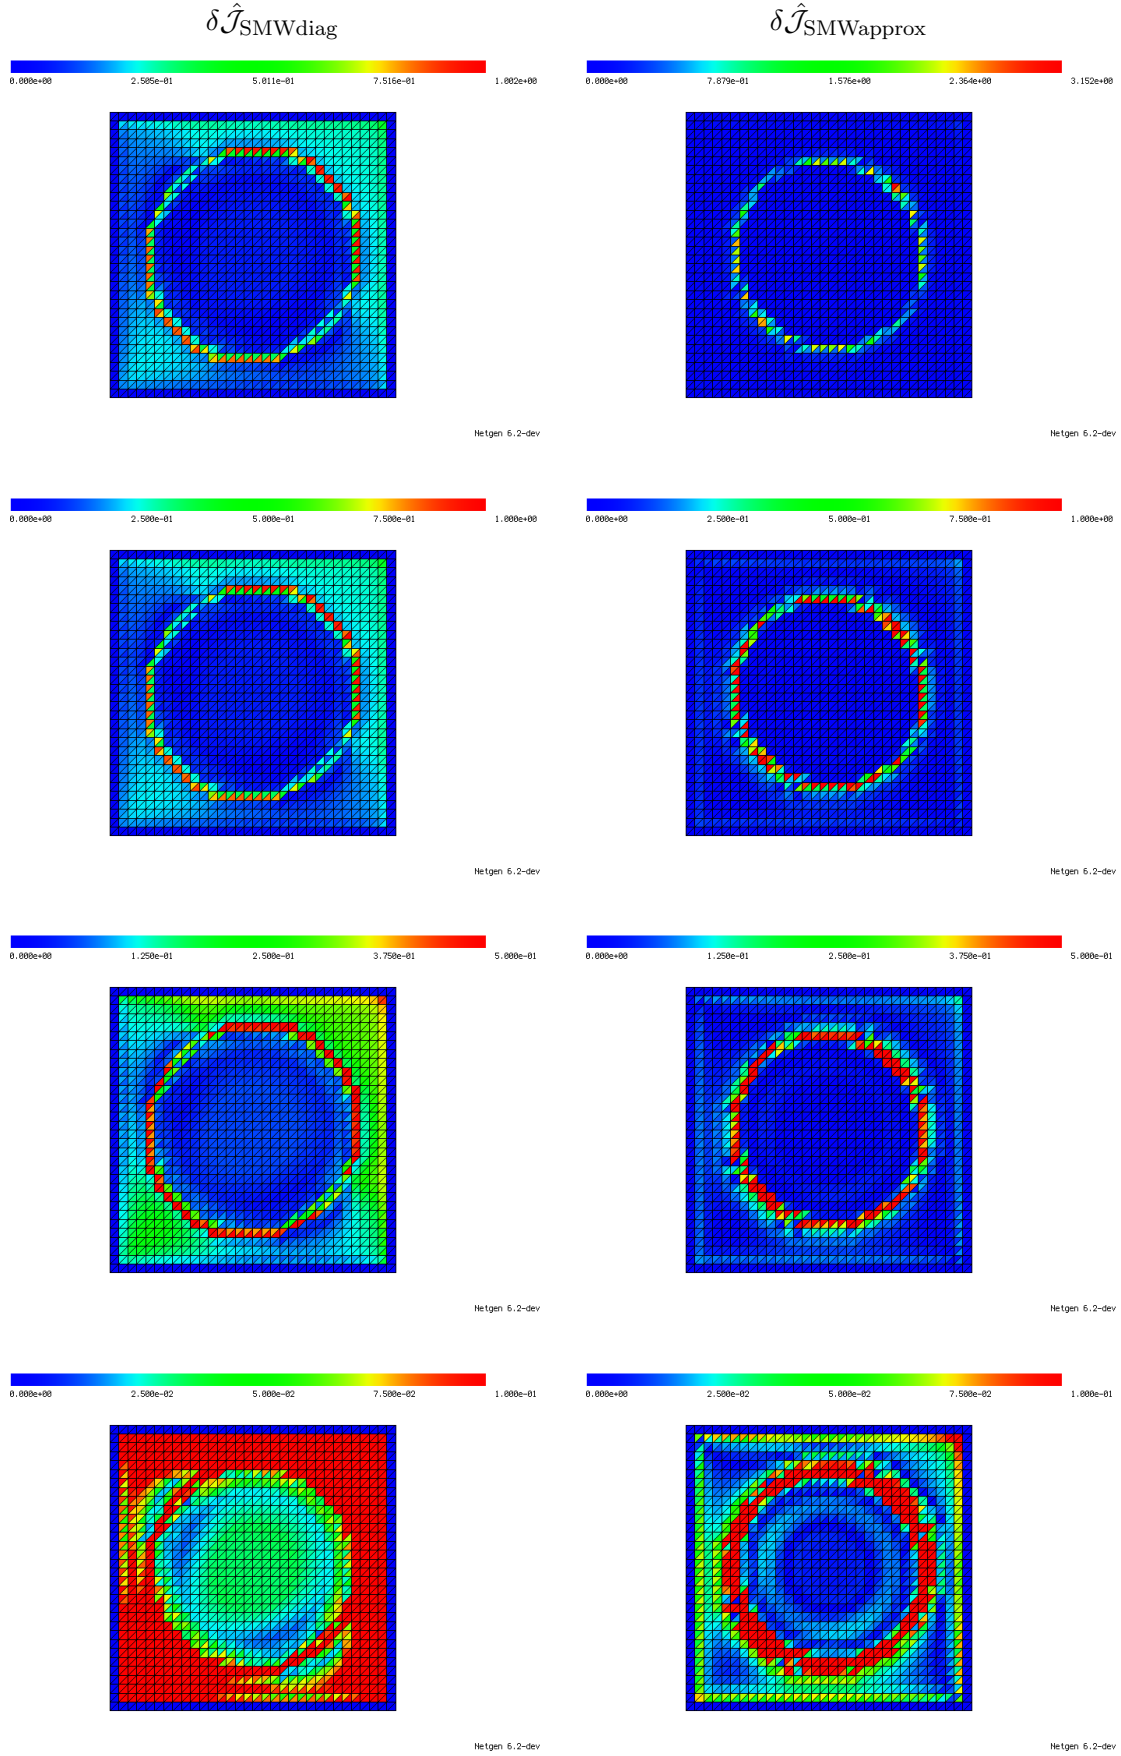 δĴ_SMWdiag δĴ_SMWapprox
0.000e+00 2.505e-01 5.011e-01 7.516e-01 1.002e+00 0.000e+00 7.879e-01 1.576e+00 2.364e+00 3.152e+00
Netgen 6.2-dev Netgen 6.2-dev
0.000e+00 2.500e-01 5.000e-01 7.500e-01 1.000e+00 0.000e+00 2.500e-01 5.000e-01 7.500e-01 1.000e+00
Netgen 6.2-dev Netgen 6.2-dev
0.000e+00 1.250e-01 2.500e-01 3.750e-01 5.000e-01 0.000e+00 1.250e-01 2.500e-01 3.750e-01 5.000e-01
Netgen 6.2-dev Netgen 6.2-dev
0.000e+00 2.500e-02 5.000e-02 7.500e-02 1.000e-01 0.000e+00 2.500e-02 5.000e-02 7.500e-02 1.000e-01
Netgen 6.2-dev Netgen 6.2-dev